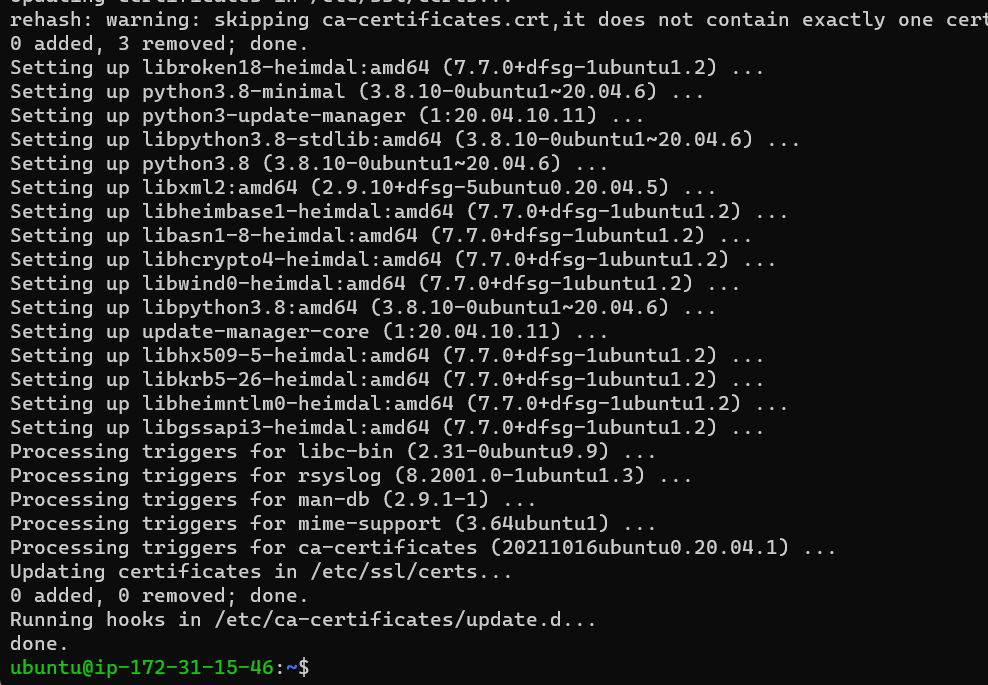 Updating certificates in /etc/ssl/certs...
rehash: warning: skipping ca-certificates.crt,it does not contain exactly one cert
0 added, 3 removed; done.
Setting up libroken18-heimdal:amd64 (7.7.0+dfsg-1ubuntu1.2) ...
Setting up python3.8-minimal (3.8.10-0ubuntu1~20.04.6) ...
Setting up python3-update-manager (1:20.04.10.11) ...
Setting up libpython3.8-stdlib:amd64 (3.8.10-0ubuntu1~20.04.6) ...
Setting up python3.8 (3.8.10-0ubuntu1~20.04.6) ...
Setting up libxml2:amd64 (2.9.10+dfsg-5ubuntu0.20.04.5) ...
Setting up libheimbase1-heimdal:amd64 (7.7.0+dfsg-1ubuntu1.2) ...
Setting up libasn1-8-heimdal:amd64 (7.7.0+dfsg-1ubuntu1.2) ...
Setting up libhcrypto4-heimdal:amd64 (7.7.0+dfsg-1ubuntu1.2) ...
Setting up libwind0-heimdal:amd64 (7.7.0+dfsg-1ubuntu1.2) ...
Setting up libpython3.8:amd64 (3.8.10-0ubuntu1~20.04.6) ...
Setting up update-manager-core (1:20.04.10.11) ...
Setting up libhx509-5-heimdal:amd64 (7.7.0+dfsg-1ubuntu1.2) ...
Setting up libkrb5-26-heimdal:amd64 (7.7.0+dfsg-1ubuntu1.2) ...
Setting up libheimntlm0-heimdal:amd64 (7.7.0+dfsg-1ubuntu1.2) ...
Setting up libgssapi3-heimdal:amd64 (7.7.0+dfsg-1ubuntu1.2) ...
Processing triggers for libc-bin (2.31-0ubuntu9.9) ...
Processing triggers for rsyslog (8.2001.0-1ubuntu1.3) ...
Processing triggers for man-db (2.9.1-1) ...
Processing triggers for mime-support (3.64ubuntu1) ...
Processing triggers for ca-certificates (20211016ubuntu0.20.04.1) ...
Updating certificates in /etc/ssl/certs...
0 added, 0 removed; done.
Running hooks in /etc/ca-certificates/update.d...
done.
ubuntu@ip-172-31-15-46:~$